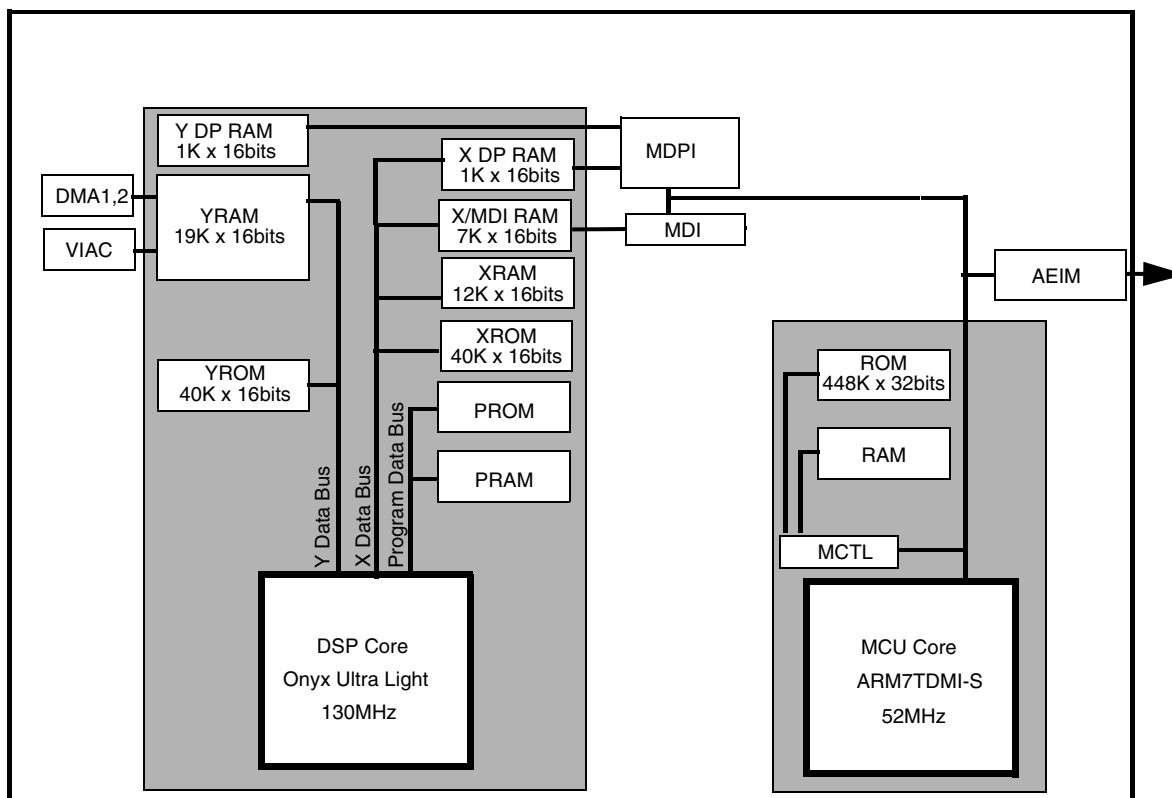 Y DP RAM
1K x 16bits
X DP RAM
1K x 16bits
MDPI
DMA1,2
YRAM
19K x 16bits
X/MDI RAM
7K x 16bits
MDI
VIAC
XRAM
12K x 16bits
AEIM
XROM
40K x 16bits
YROM
40K x 16bits
ROM
448K x 32bits
PROM
RAM
PRAM
Y Data Bus
X Data Bus
Program Data Bus
MCTL
DSP Core
Onyx Ultra Light
130MHz
MCU Core
ARM7TDMI-S
52MHz